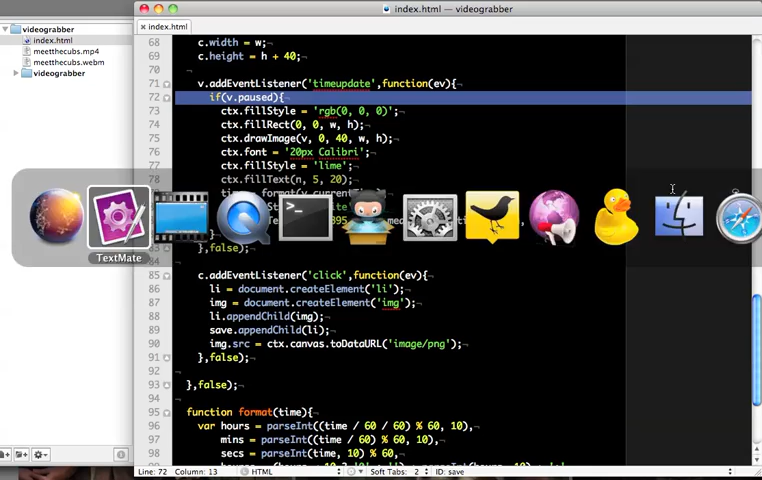 index.html — videograbber
videograbber
index.html
meetthecubs.mp4
meetthecubs.webm
videograbber
index.html
68 c.width = w;
69 c.height = h + 40;
70
71 v.addEventListener('timeupdate',function(ev){
72 if(v.paused){
73 ctx.fillStyle = 'rgb(0, 0, 0)';
74 ctx.fillRect(0, 0, w, h);
75 ctx.drawImage(v, 0, 40, w, h);
76 ctx.font = '20px Calibri';
77 ctx.fillStyle = 'lime';
78 ctx.fillText(n, 5, 20);
TextMate
},false);
85 c.addEventListener('click',function(ev){
86 li = document.createElement('li');
87 img = document.createElement('img');
88 li.appendChild(img);
89 save.appendChild(li);
90 img.src = ctx.canvas.toDataURL('image/png');
91 },false);
92
93 },false);
94
95 function format(time){
96 var hours = parseInt((time / 60 / 60) % 60, 10),
97 mins = parseInt((time / 60) % 60, 10),
98 secs = parseInt(time, 10) % 60,
Line: 72 Column: 13 HTML Soft Tabs: 2 ID: save